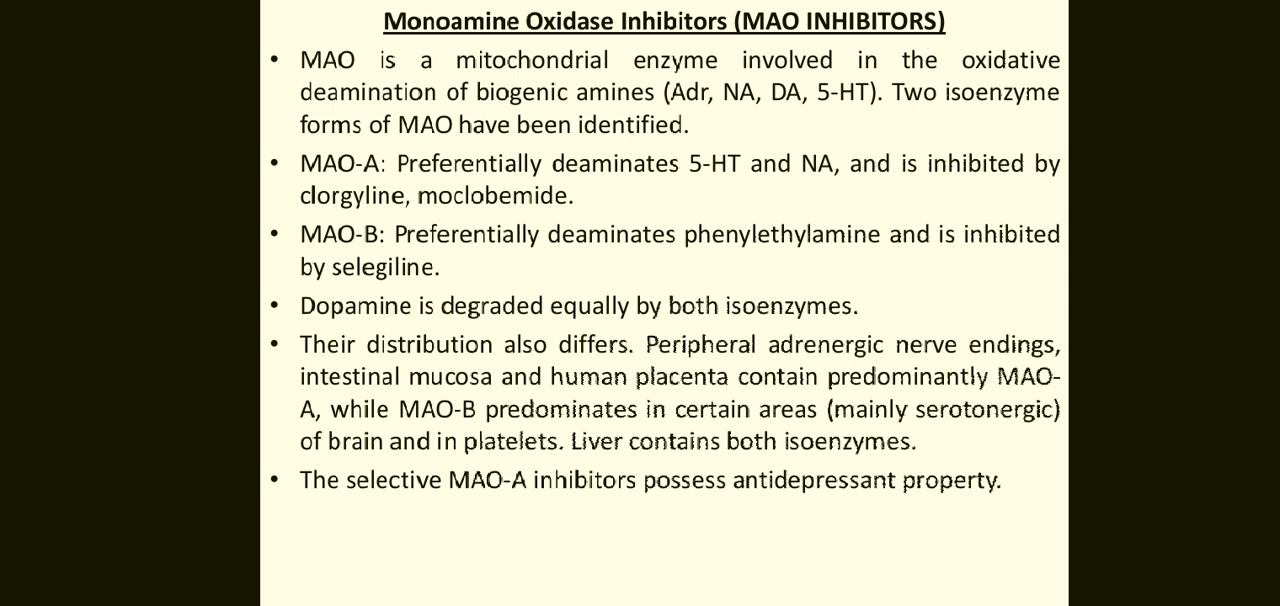 Monoamine Oxidase Inhibitors (MAO INHIBITORS)
• MAO is a mitochondrial enzyme involved in the oxidative
deamination of biogenic amines (Adr, NA, DA, 5-HT). Two isoenzyme
forms of MAO have been identified.
• MAO-A: Preferentially deaminates 5-HT and NA, and is inhibited by
clorgyline, moclobemide.
• MAO-B: Preferentially deaminates phenylethylamine and is inhibited
by selegiline.
• Dopamine is degraded equally by both isoenzymes.
• Their distribution also differs. Peripheral adrenergic nerve endings,
intestinal mucosa and human placenta contain predominantly MAO-
A, while MAO-B predominates in certain areas (mainly serotonergic)
of brain and in platelets. Liver contains both isoenzymes.
• The selective MAO-A inhibitors possess antidepressant property.